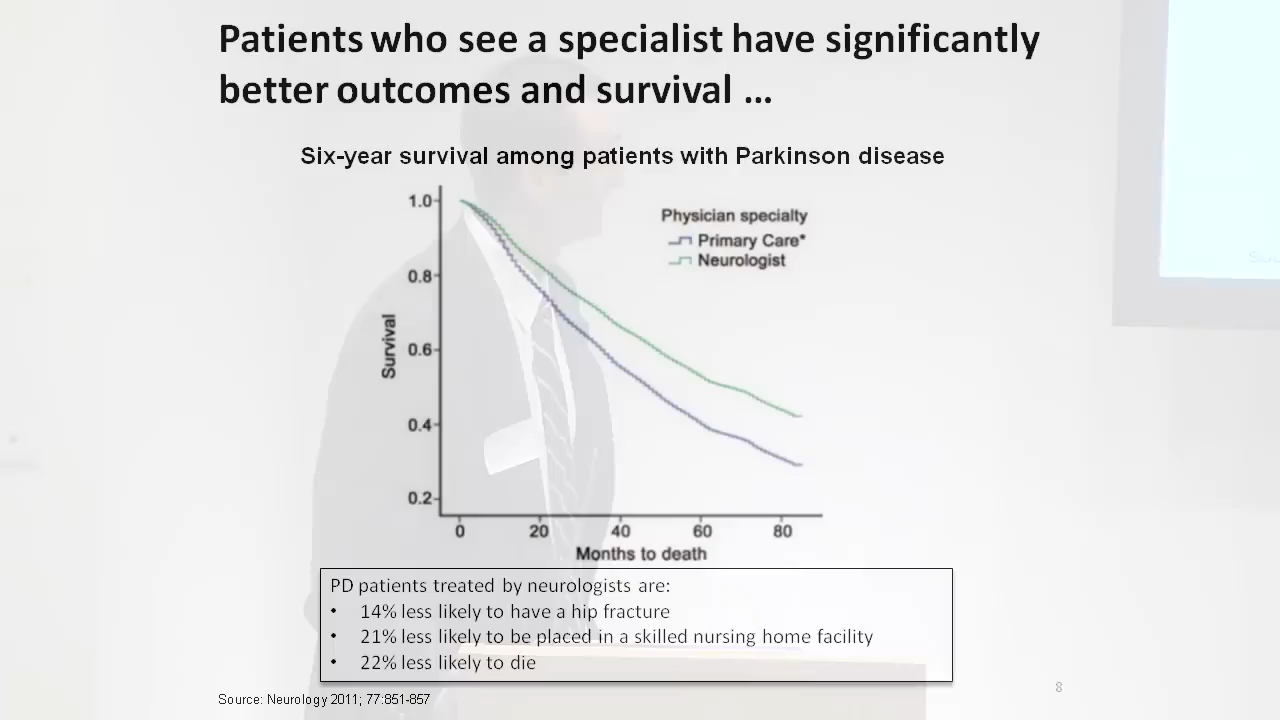 Patients who see a specialist have significantly
better outcomes and survival ...
Six-year survival among patients with Parkinson disease
1.0
0.8
0.6
0.4
0.2
Survival
Physician specialty
Primary Care*
Neurologist
0 20 40 60 80
Months to death
PD patients treated by neurologists are:
• 14% less likely to have a hip fracture
• 21% less likely to be placed in a skilled nursing home facility
• 22% less likely to die
Source: Neurology 2011; 77:851-857
8